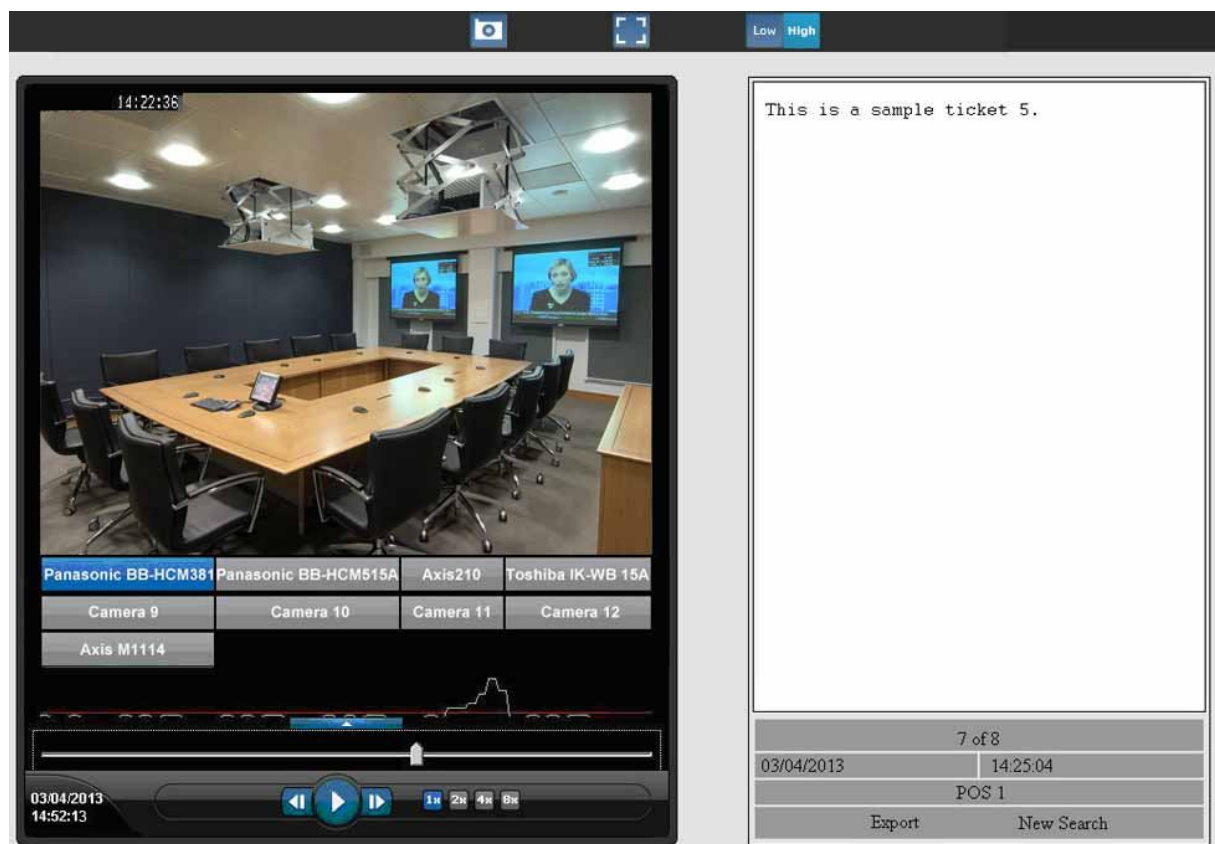 Low High
14:22:36
This is a sample ticket 5.
Panasonic BB-HCM381 Panasonic BB-HCM515A Axis210 Toshiba IK-WB 15A
Camera 9 Camera 10 Camera 11 Camera 12
Axis M1114
03/04/2013
14:52:13
1x 2x 4x 8x
7 of 8
03/04/2013 14:25:04
POS 1
Export New Search